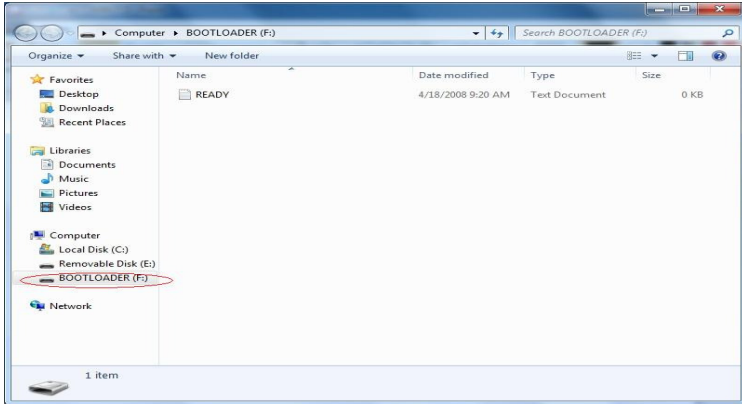 Computer BOOTLOADER (F:) Search BOOTLOADER (F:)
Organize Share with New folder
Name Date modified Type Size
READY 4/18/2008 9:20 AM Text Document 0 KB
Favorites
Desktop
Downloads
Recent Places
Libraries
Documents
Music
Pictures
Videos
Computer
Local Disk (C:)
Removable Disk (E:)
BOOTLOADER (F:)
Network
1 item